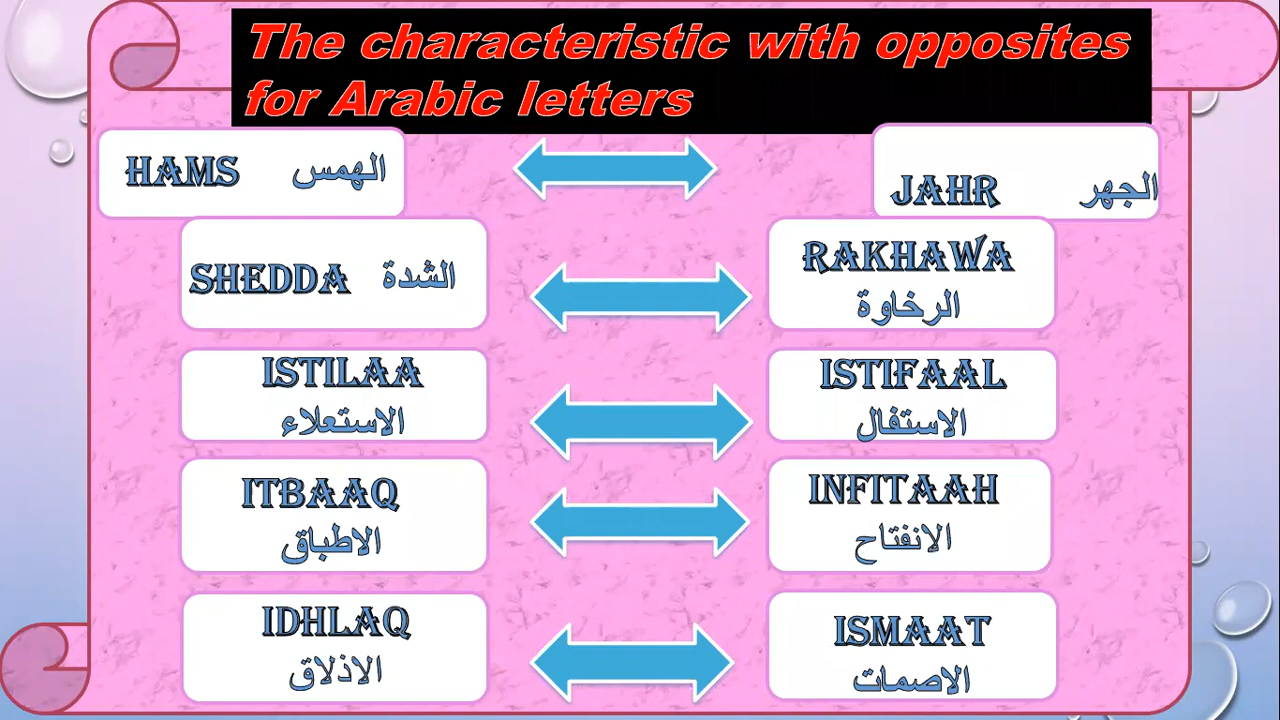 The characteristic with opposites
for Arabic letters
HAMS الهمس
JAHR الجهر
SHEDDA الشدة
RAKHAWA
الرخاوة
ISTILAA
الاستعلاء
ISTIFAAL
الاستفال
ITBAAQ
الاطباق
INFITAAH
الانفتاح
IDHLAQ
الاذلاق
ISMAAT
الاصمات